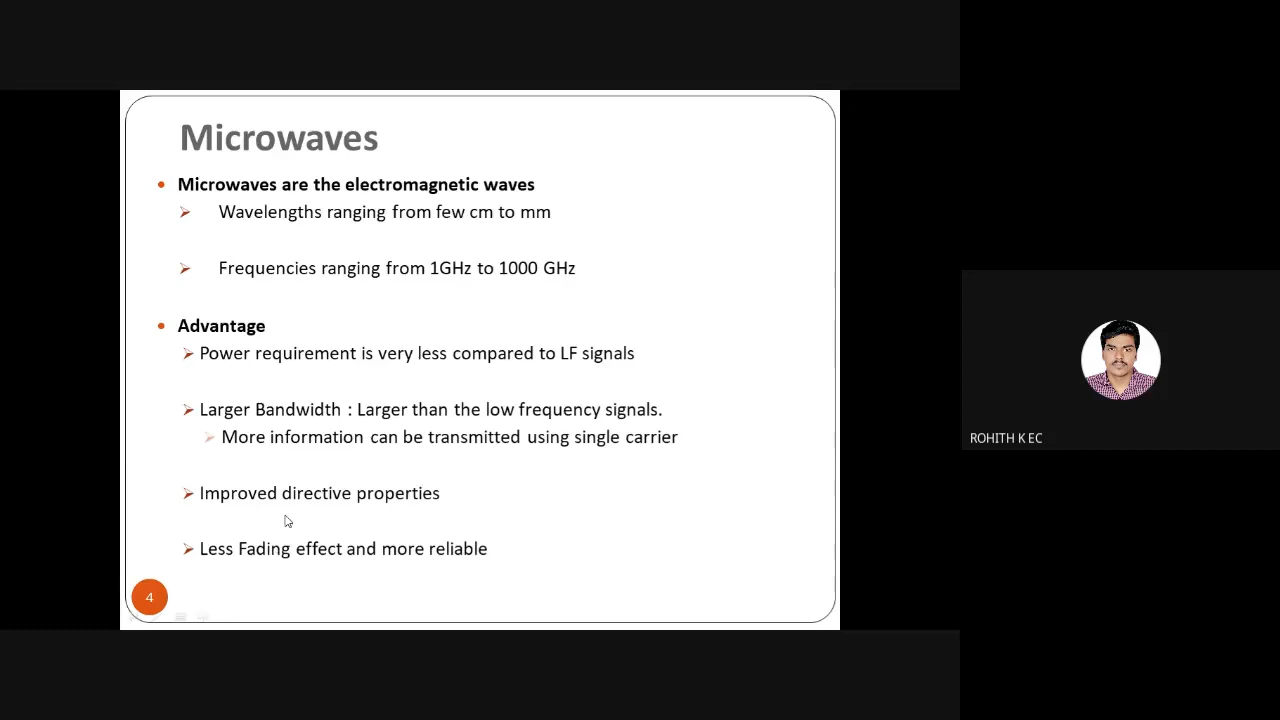 Microwaves
Microwaves are the electromagnetic waves
Wavelengths ranging from few cm to mm
Frequencies ranging from 1GHz to 1000 GHz
Advantage
Power requirement is very less compared to LF signals
Larger Bandwidth : Larger than the low frequency signals.
More information can be transmitted using single carrier
Improved directive properties
Less Fading effect and more reliable
4
ROHITH K EC